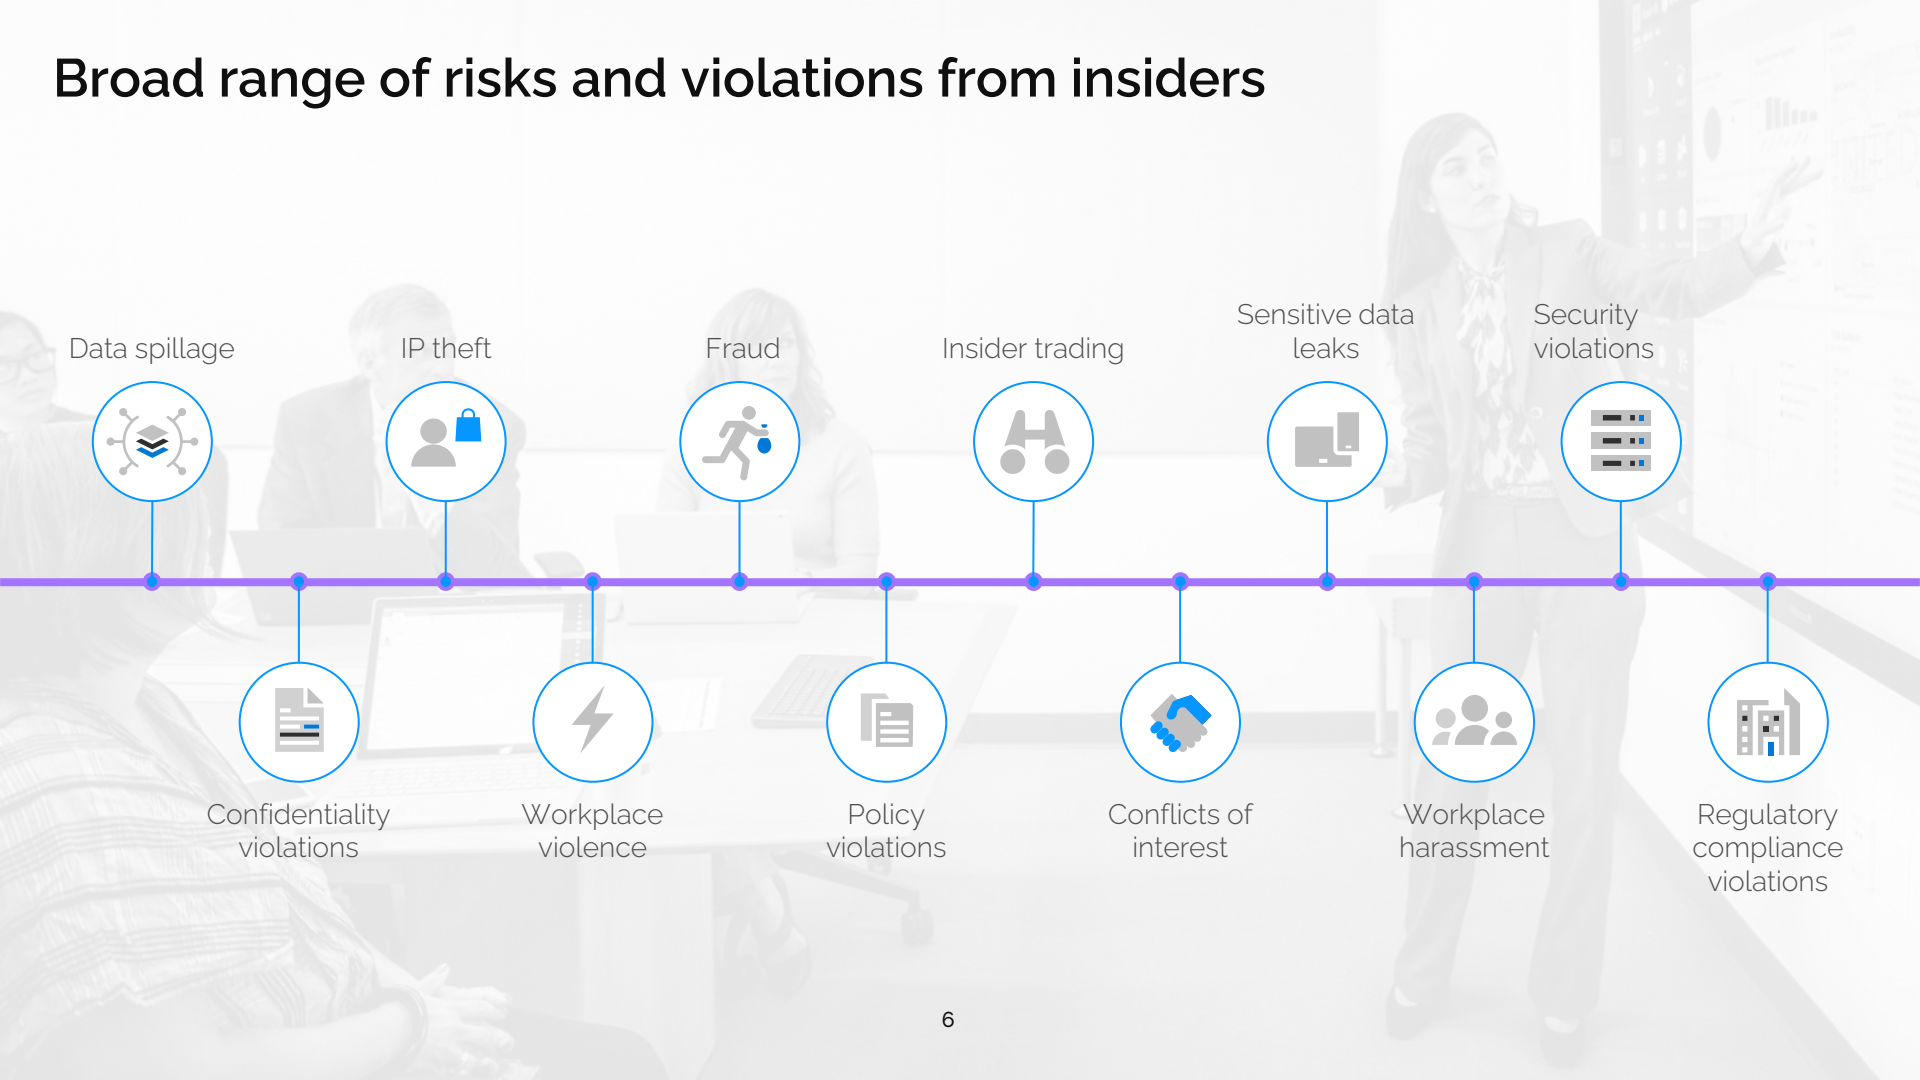 Broad range of risks and violations from insiders
Data spillage
IP theft
Fraud
Insider trading
Sensitive data
leaks
Security
violations
Confidentiality
violations
Workplace
violence
Policy
violations
Conflicts of
interest
Workplace
harassment
Regulatory
compliance
violations
6